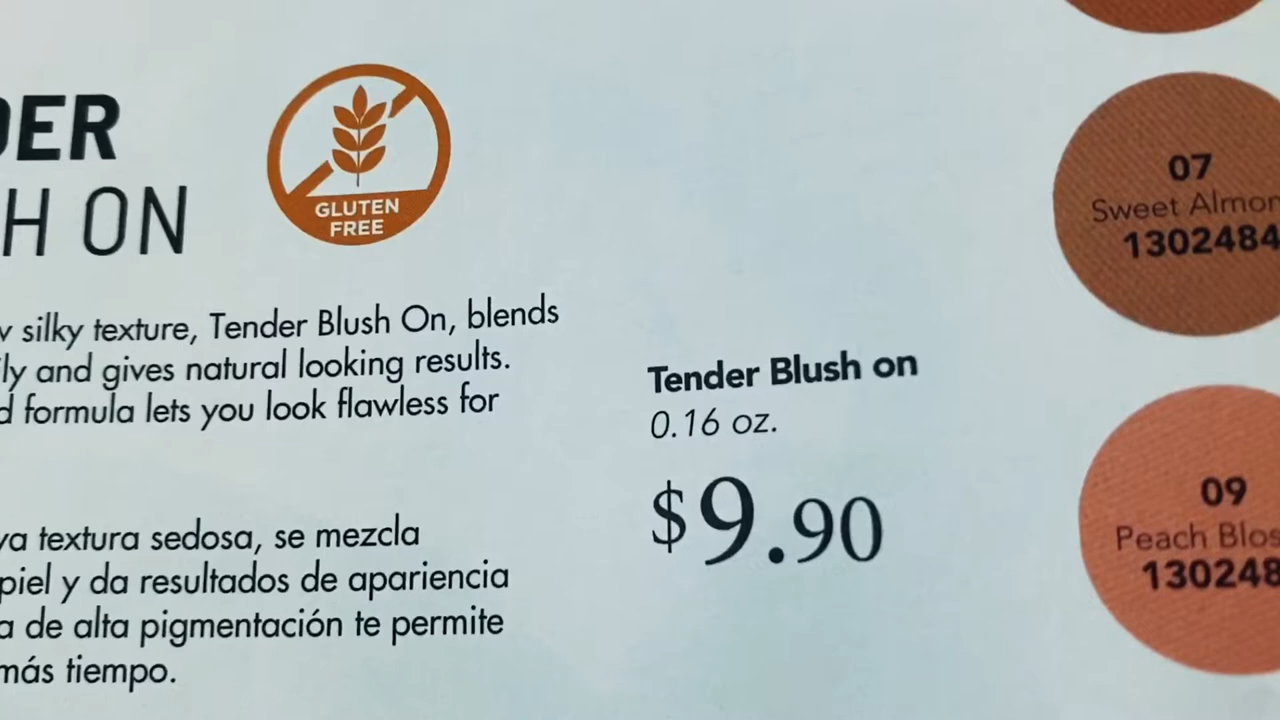 DER
H ON
GLUTEN
FREE
silky texture, Tender Blush On, blends
and gives natural looking results.
formula lets you look flawless for
textura sedosa, se mezcla
piel y da resultados de apariencia
a de alta pigmentación te permite
más tiempo.
Tender Blush on
0.16 oz.
$9.90
07
Sweet Almon
1302484
09
Peach Blos
130248